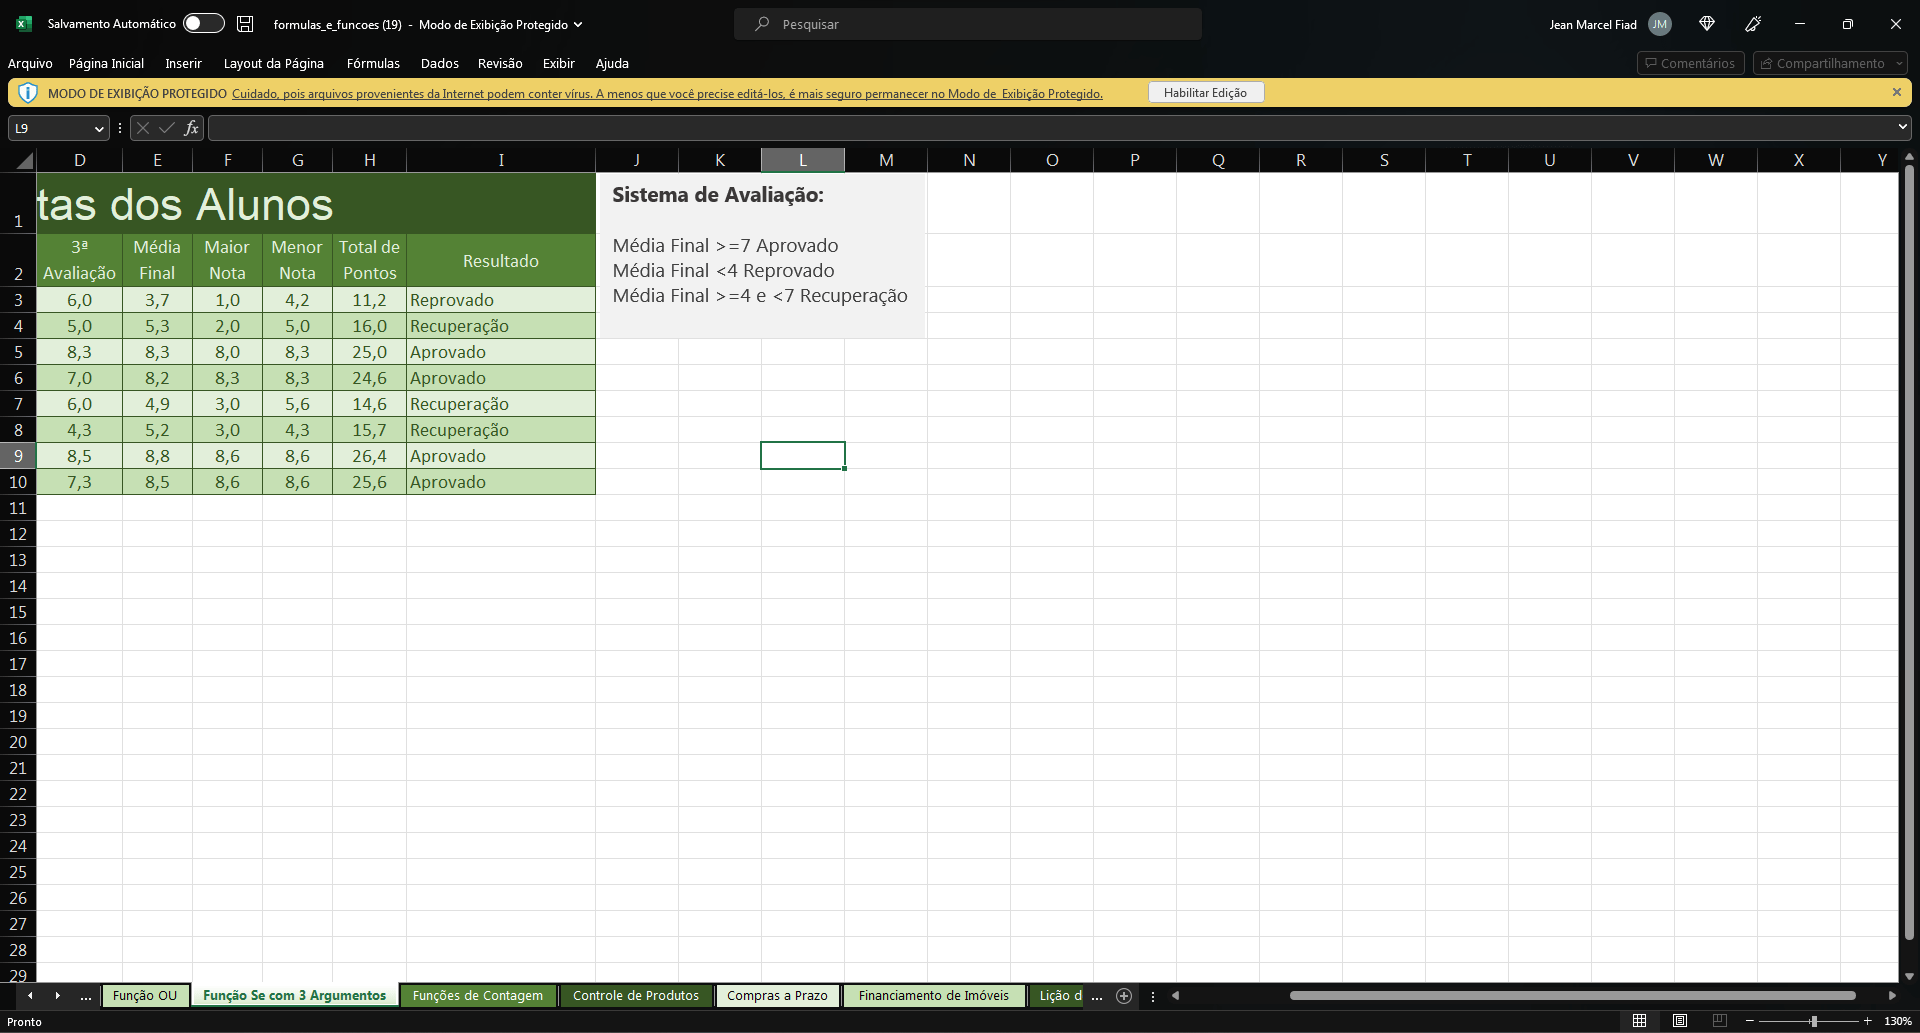 Salvamento Automático
formulas_e_funcoes (19) - Modo de Exibição Protegido
Pesquisar
Jean Marcel Fiad
JM
Arquivo Página Inicial Inserir Layout da Página Fórmulas Dados Revisão Exibir Ajuda
Comentários Compartilhamento
MODO DE EXIBIÇÃO PROTEGIDO Cuidado, pois arquivos provenientes da Internet podem conter vírus. A menos que você precise editá-los, é mais seguro permanecer no Modo de Exibição Protegido. Habilitar Edição
L9 fx
D E F G H I J K L M N O P Q R S T U V W X Y
1 tas dos Alunos
2 3ª Avaliação Média Final Maior Nota Menor Nota Total de Pontos Resultado
3 6,0 3,7 1,0 4,2 11,2 Reprovado
4 5,0 5,3 2,0 5,0 16,0 Recuperação
5 8,3 8,3 8,0 8,3 25,0 Aprovado
6 7,0 8,2 8,3 8,3 24,6 Aprovado
7 6,0 4,9 3,0 5,6 14,6 Recuperação
8 4,3 5,2 3,0 4,3 15,7 Recuperação
9 8,5 8,8 8,6 8,6 26,4 Aprovado
10 7,3 8,5 8,6 8,6 25,6 Aprovado
Sistema de Avaliação:
Média Final >=7 Aprovado
Média Final <4 Reprovado
Média Final >=4 e <7 Recuperação
11
12
13
14
15
16
17
18
19
20
21
22
23
24
25
26
27
28
29
... Função OU Função Se com 3 Argumentos Funções de Contagem Controle de Produtos Compras a Prazo Financiamento de Imóveis Lição d ...
Pronto
130%